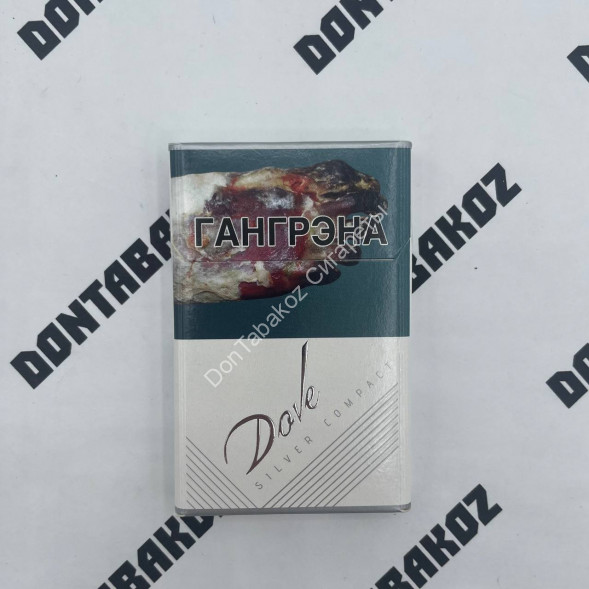 DONTABAKOZ
DONTABAKOZ
DONTABAKOZ
ГАНГРЭНА
DonTabakoz Сигареты
Dove
SILVER COMPACT
DONTABAKOZ
DONTABAKOZ